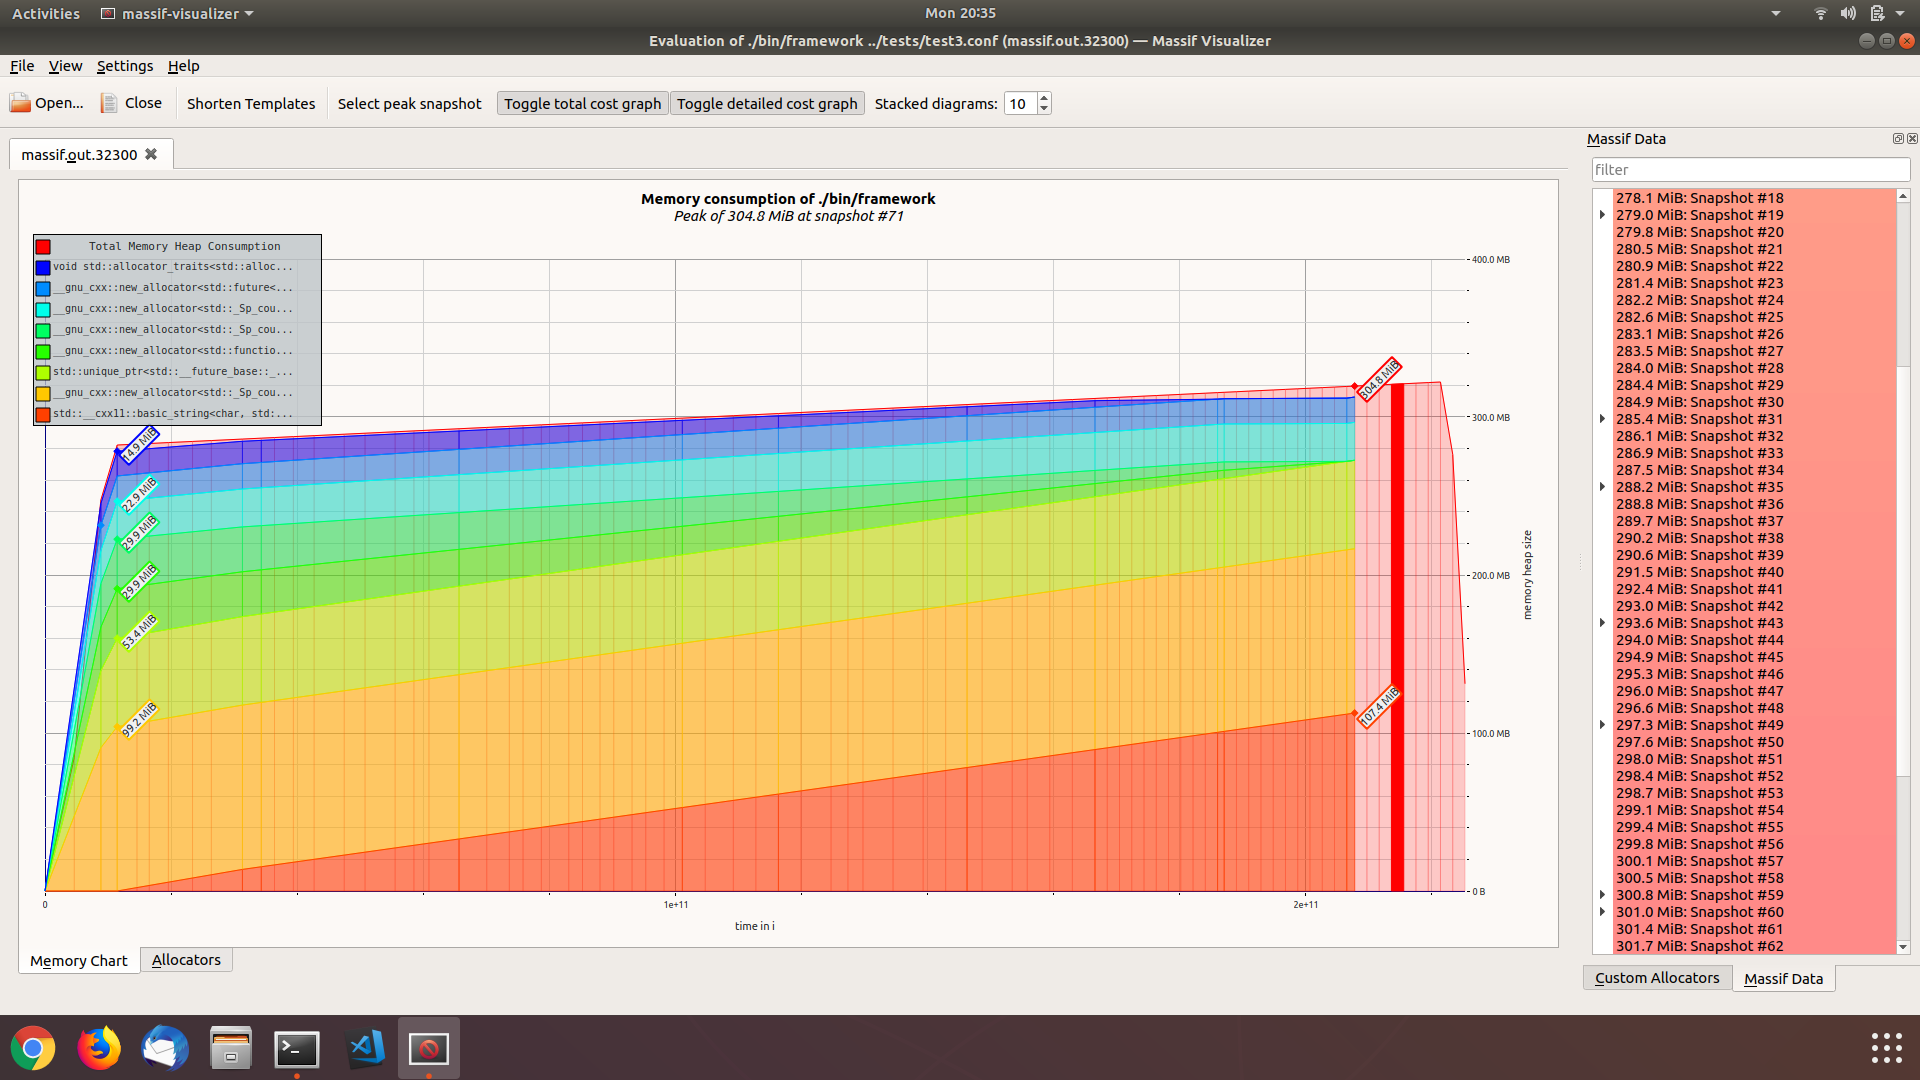 Activities massif-visualizer Mon 20:35
Evaluation of ./bin/framework ../tests/test3.conf (massif.out.32300) — Massif Visualizer
File View Settings Help
Open... Close Shorten Templates Select peak snapshot Toggle total cost graph Toggle detailed cost graph Stacked diagrams: 10
massif.out.32300
Memory consumption of ./bin/framework
Peak of 304.8 MiB at snapshot #71
Total Memory Heap Consumption
void std::allocator_traits<std::alloc...
__gnu_cxx::new_allocator<std::future<...
__gnu_cxx::new_allocator<std::_Sp_cou...
__gnu_cxx::new_allocator<std::_Sp_cou...
__gnu_cxx::new_allocator<std::functio...
std::unique_ptr<std::__future_base::_...
__gnu_cxx::new_allocator<std::_Sp_cou...
std::__cxx11::basic_string<char, std:...
400.0 MB
300.0 MB
200.0 MB
100.0 MB
0 B
memory heap size
304.8 MiB
14.9 MiB
22.9 MiB
29.9 MiB
29.9 MiB
53.4 MiB
99.2 MiB
107.4 MiB
0 1e+11 2e+11
time in i
Memory Chart Allocators
Massif Data
filter
278.1 MiB: Snapshot #18
279.0 MiB: Snapshot #19
279.8 MiB: Snapshot #20
280.5 MiB: Snapshot #21
280.9 MiB: Snapshot #22
281.4 MiB: Snapshot #23
282.2 MiB: Snapshot #24
282.6 MiB: Snapshot #25
283.1 MiB: Snapshot #26
283.5 MiB: Snapshot #27
284.0 MiB: Snapshot #28
284.4 MiB: Snapshot #29
284.9 MiB: Snapshot #30
285.4 MiB: Snapshot #31
286.1 MiB: Snapshot #32
286.9 MiB: Snapshot #33
287.5 MiB: Snapshot #34
288.2 MiB: Snapshot #35
288.8 MiB: Snapshot #36
289.7 MiB: Snapshot #37
290.2 MiB: Snapshot #38
290.6 MiB: Snapshot #39
291.5 MiB: Snapshot #40
292.4 MiB: Snapshot #41
293.0 MiB: Snapshot #42
293.6 MiB: Snapshot #43
294.0 MiB: Snapshot #44
294.9 MiB: Snapshot #45
295.3 MiB: Snapshot #46
296.0 MiB: Snapshot #47
296.6 MiB: Snapshot #48
297.3 MiB: Snapshot #49
297.6 MiB: Snapshot #50
298.0 MiB: Snapshot #51
298.4 MiB: Snapshot #52
298.7 MiB: Snapshot #53
299.1 MiB: Snapshot #54
299.4 MiB: Snapshot #55
299.8 MiB: Snapshot #56
300.1 MiB: Snapshot #57
300.5 MiB: Snapshot #58
300.8 MiB: Snapshot #59
301.0 MiB: Snapshot #60
301.4 MiB: Snapshot #61
301.7 MiB: Snapshot #62
Custom Allocators Massif Data